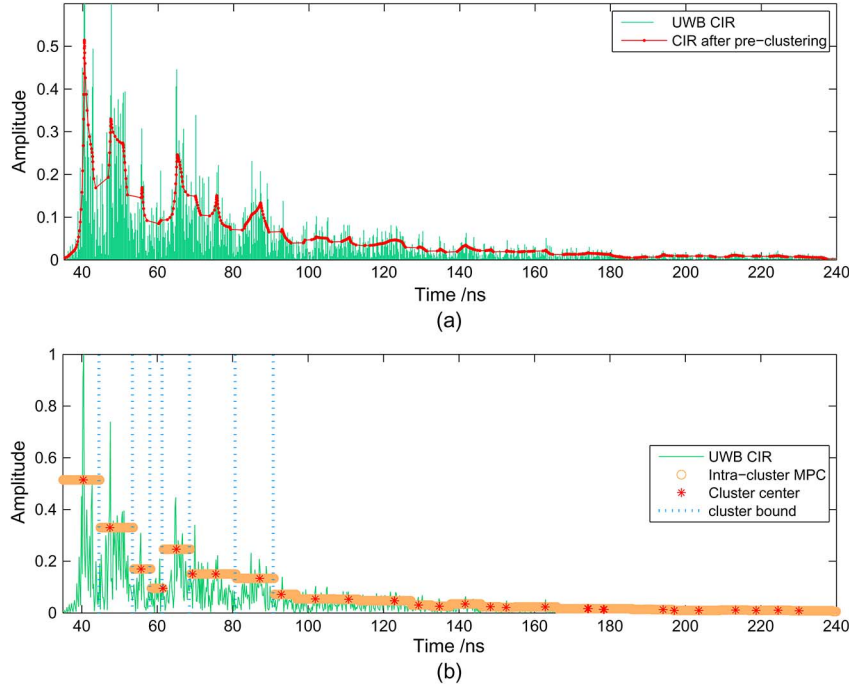 Amplitude
0.5
0.4
0.3
0.2
0.1
0
UWB CIR
CIR after pre−clustering
40 60 80 100 120 140 160 180 200 220 240
Time /ns
(a)
Amplitude
1
0.8
0.6
0.4
0.2
0
UWB CIR
Intra−cluster MPC
Cluster center
cluster bound
40 60 80 100 120 140 160 180 200 220 240
Time /ns
(b)